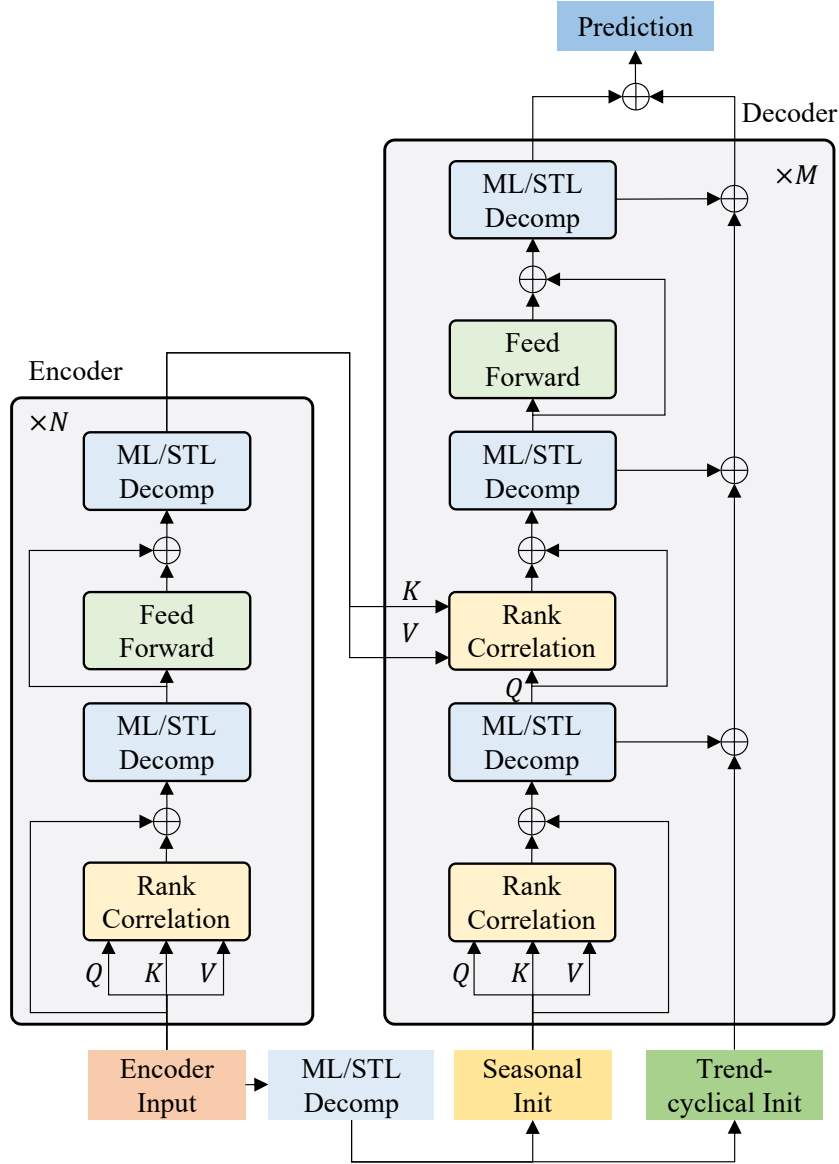 Prediction
Decoder
×M
ML/STL
Decomp
Feed
Forward
ML/STL
Decomp
K
V
Rank
Correlation
Q
ML/STL
Decomp
Rank
Correlation
Q K V
Encoder
×N
ML/STL
Decomp
Feed
Forward
ML/STL
Decomp
Rank
Correlation
Q K V
Encoder
Input
ML/STL
Decomp
Seasonal
Init
Trend-
cyclical Init